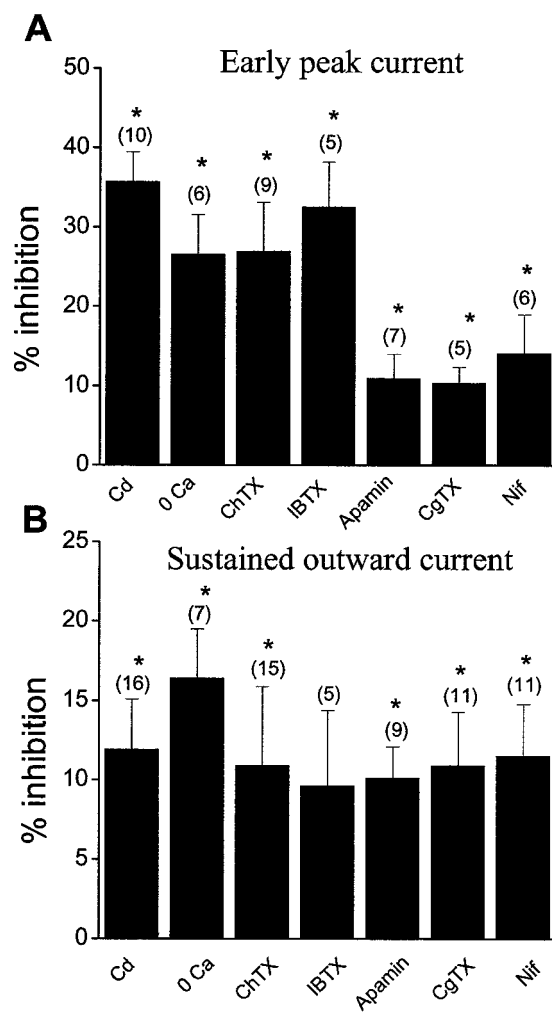 A
Early peak current
50
40
30
20
10
0
% inhibition
* * * * * * *
(10) (6) (9) (5) (7) (5) (6)
Cd 0 Ca ChTX IBTX Apamin CgTX Nif
B
Sustained outward current
25
20
15
10
5
0
% inhibition
* * * * * *
(16) (7) (15) (5) (9) (11) (11)
Cd 0 Ca ChTX IBTX Apamin CgTX Nif